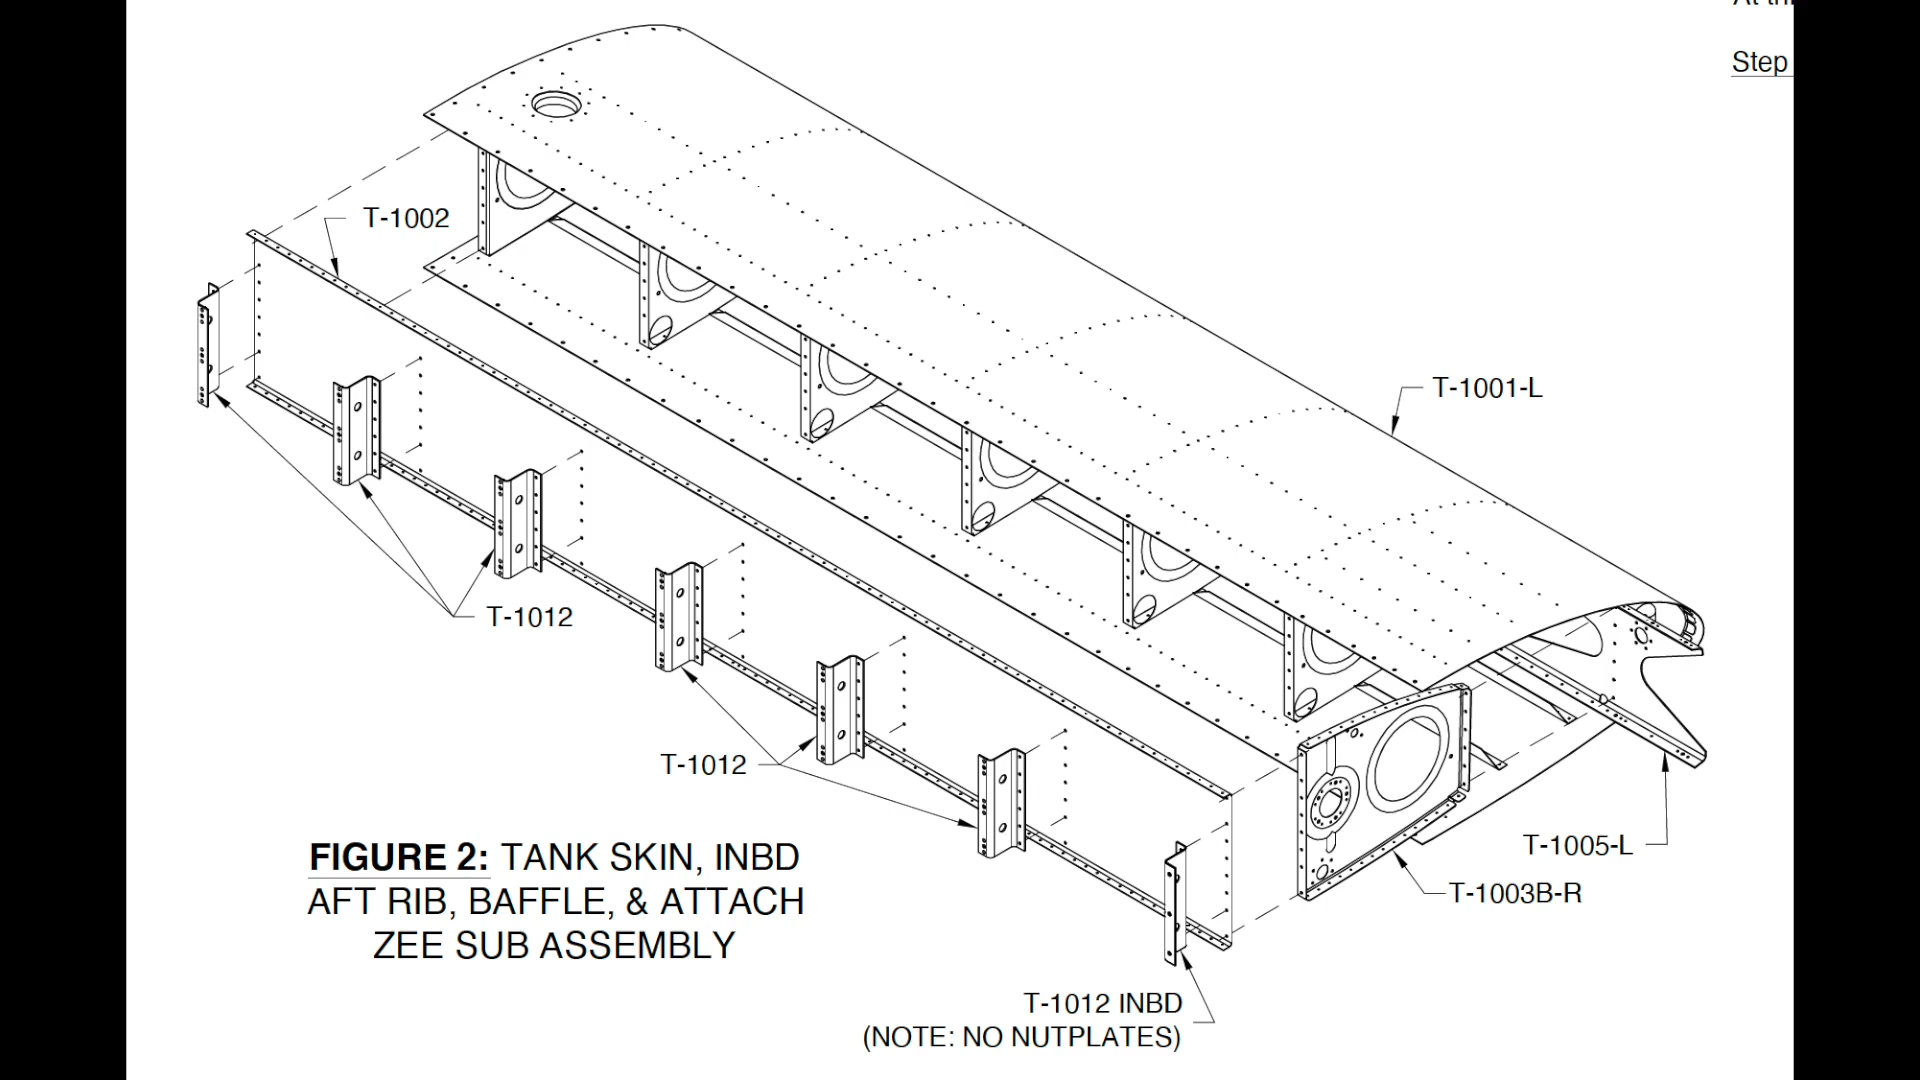 Step
T-1002
T-1001-L
T-1012
T-1012
T-1005-L
T-1003B-R
FIGURE 2: TANK SKIN, INBD
AFT RIB, BAFFLE, & ATTACH
ZEE SUB ASSEMBLY
T-1012 INBD
(NOTE: NO NUTPLATES)